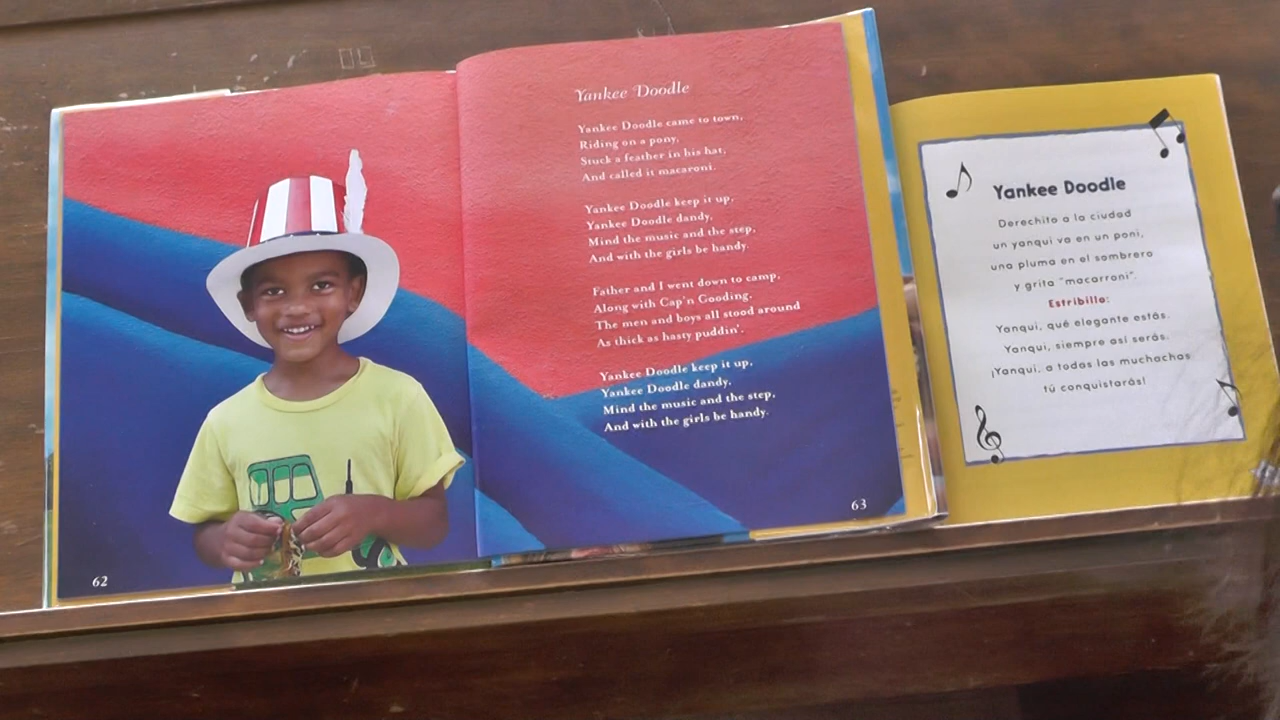 Yankee Doodle
Yankee Doodle came to town,
Riding on a pony,
Stuck a feather in his hat,
And called it macaroni.
Yankee Doodle keep it up,
Yankee Doodle dandy,
Mind the music and the step,
And with the girls be handy.
Father and I went down to camp,
Along with Cap'n Gooding,
The men and boys all stood around
As thick as hasty puddin'.
Yankee Doodle keep it up,
Yankee Doodle dandy,
Mind the music and the step,
And with the girls be handy.
62
63
Yankee Doodle
Derechito a la ciudad
un yanqui va en un poni,
una pluma en el sombrero
y grita "macarroni".
Estribillo:
Yanqui, qué elegante estás.
Yanqui, siempre así serás.
¡Yanqui, a todas las muchachas
tú conquistarás!